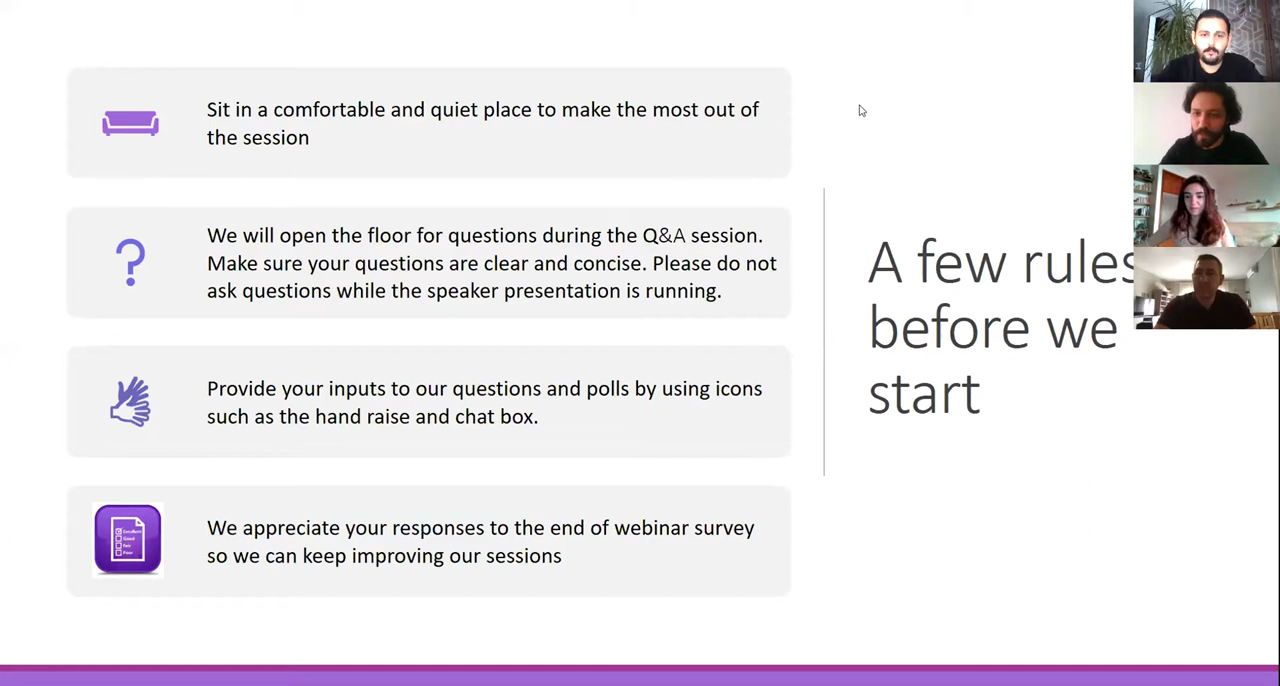 Sit in a comfortable and quiet place to make the most out of
the session
We will open the floor for questions during the Q&A session.
Make sure your questions are clear and concise. Please do not
ask questions while the speaker presentation is running.
Provide your inputs to our questions and polls by using icons
such as the hand raise and chat box.
We appreciate your responses to the end of webinar survey
so we can keep improving our sessions
A few rules
before we
start